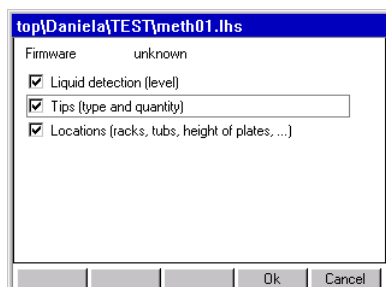 top\Daniela\TEST\meth01.lhs
Firmware unknown
Liquid detection (level)
Tips (type and quantity)
Locations (racks, tubs, height of plates, ...)
Ok Cancel